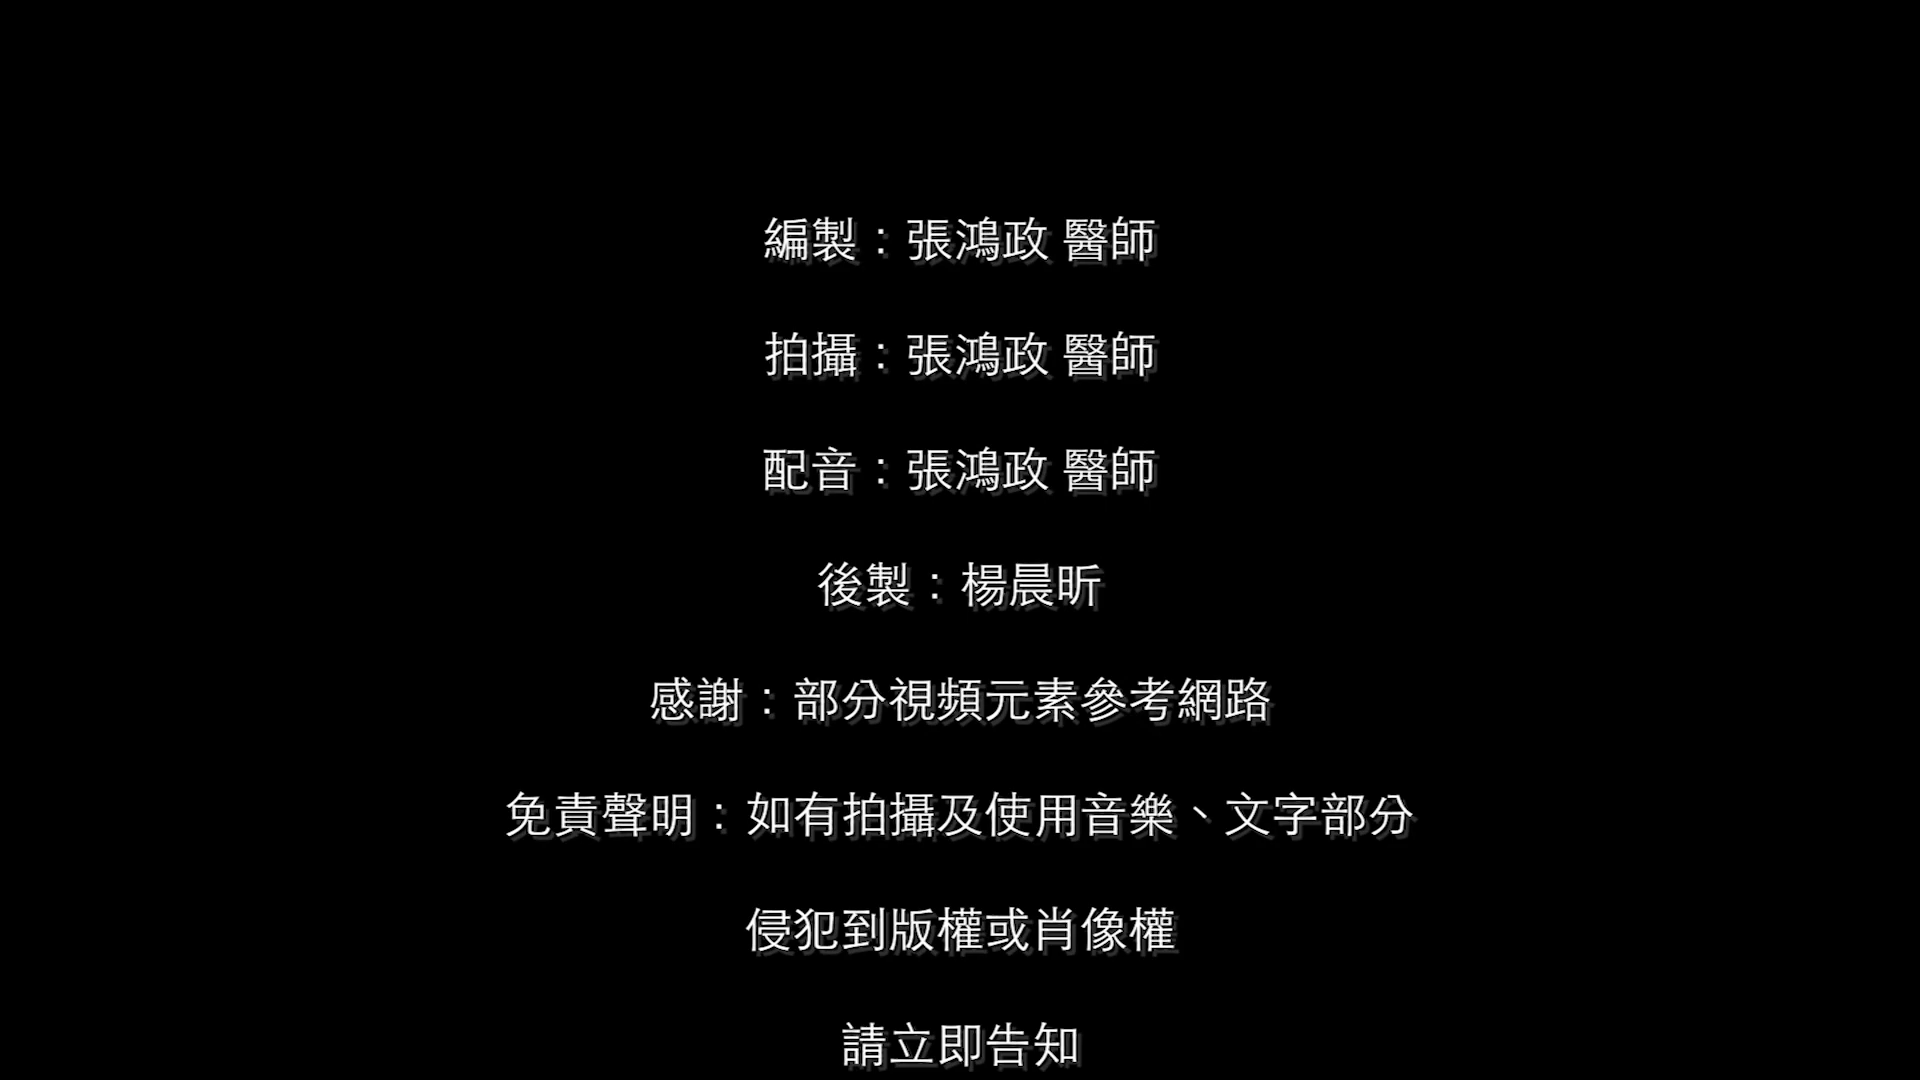 編製：張鴻政 醫師
拍攝：張鴻政 醫師
配音：張鴻政 醫師
後製：楊晨昕
感謝：部分視頻元素參考網路
免責聲明：如有拍攝及使用音樂、文字部分
侵犯到版權或肖像權
請立即告知